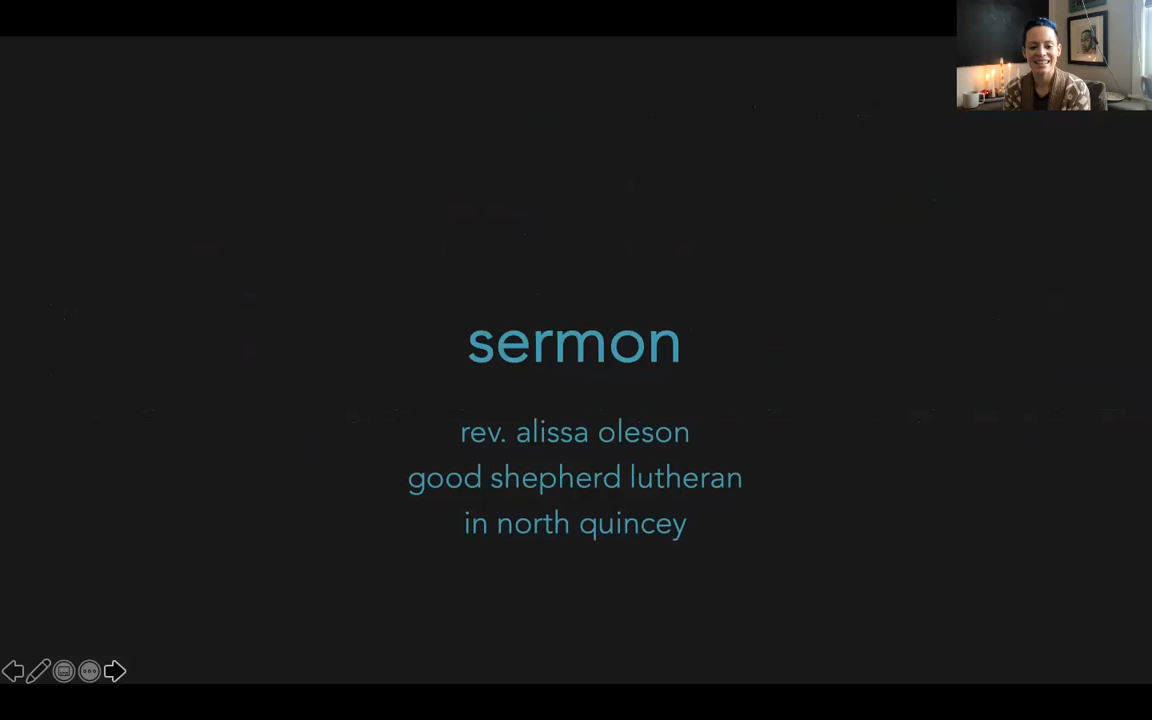 sermon
rev. alissa oleson
good shepherd lutheran
in north quincey